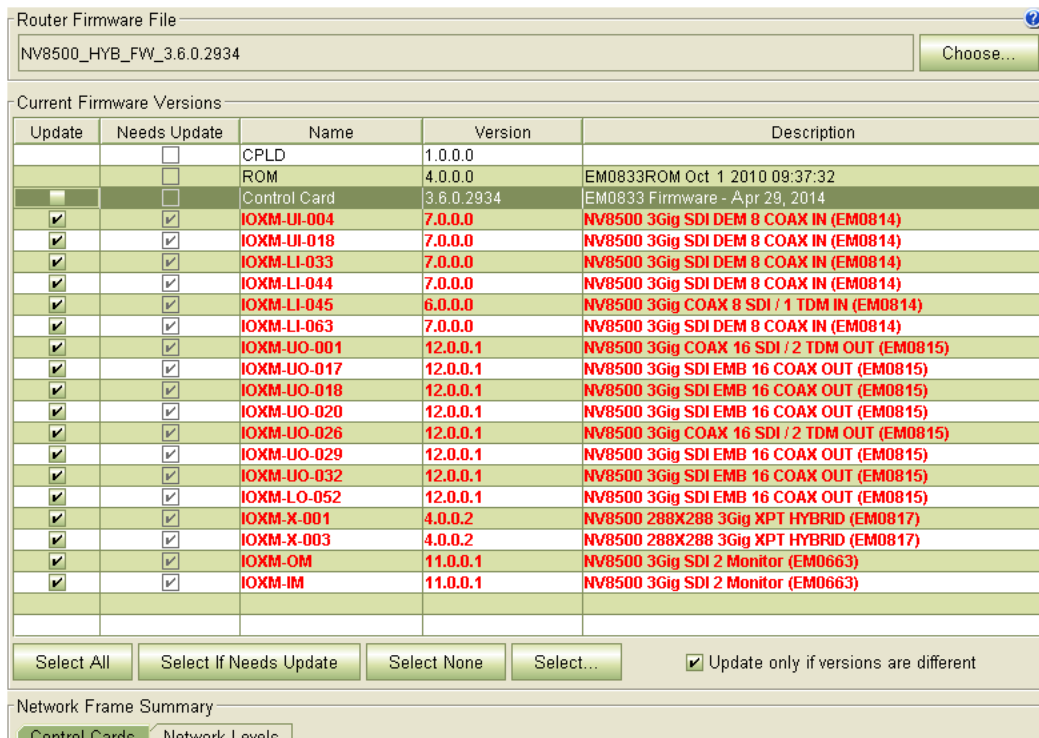 Router Firmware File
NV8500_HYB_FW_3.6.0.2934 Choose...
Current Firmware Versions
Update Needs Update Name Version Description
CPLD 1.0.0.0
ROM 4.0.0.0 EM0833ROM Oct 1 2010 09:37:32
Control Card 3.6.0.2934 EM0833 Firmware - Apr 29, 2014
IOXM-UI-004 7.0.0.0 NV8500 3Gig SDI DEM 8 COAX IN (EM0814)
IOXM-UI-018 7.0.0.0 NV8500 3Gig SDI DEM 8 COAX IN (EM0814)
IOXM-LI-033 7.0.0.0 NV8500 3Gig SDI DEM 8 COAX IN (EM0814)
IOXM-LI-044 7.0.0.0 NV8500 3Gig SDI DEM 8 COAX IN (EM0814)
IOXM-LI-045 6.0.0.0 NV8500 3Gig COAX 8 SDI / 1 TDM IN (EM0814)
IOXM-LI-063 7.0.0.0 NV8500 3Gig SDI DEM 8 COAX IN (EM0814)
IOXM-UO-001 12.0.0.1 NV8500 3Gig COAX 16 SDI / 2 TDM OUT (EM0815)
IOXM-UO-017 12.0.0.1 NV8500 3Gig SDI EMB 16 COAX OUT (EM0815)
IOXM-UO-018 12.0.0.1 NV8500 3Gig SDI EMB 16 COAX OUT (EM0815)
IOXM-UO-020 12.0.0.1 NV8500 3Gig SDI EMB 16 COAX OUT (EM0815)
IOXM-UO-026 12.0.0.1 NV8500 3Gig COAX 16 SDI / 2 TDM OUT (EM0815)
IOXM-UO-029 12.0.0.1 NV8500 3Gig SDI EMB 16 COAX OUT (EM0815)
IOXM-UO-032 12.0.0.1 NV8500 3Gig SDI EMB 16 COAX OUT (EM0815)
IOXM-LO-052 12.0.0.1 NV8500 3Gig SDI EMB 16 COAX OUT (EM0815)
IOXM-X-001 4.0.0.2 NV8500 288X288 3Gig XPT HYBRID (EM0817)
IOXM-X-003 4.0.0.2 NV8500 288X288 3Gig XPT HYBRID (EM0817)
IOXM-OM 11.0.0.1 NV8500 3Gig SDI 2 Monitor (EM0663)
IOXM-IM 11.0.0.1 NV8500 3Gig SDI 2 Monitor (EM0663)
Select All Select If Needs Update Select None Select... Update only if versions are different
Network Frame Summary
Control Cards Network Levels